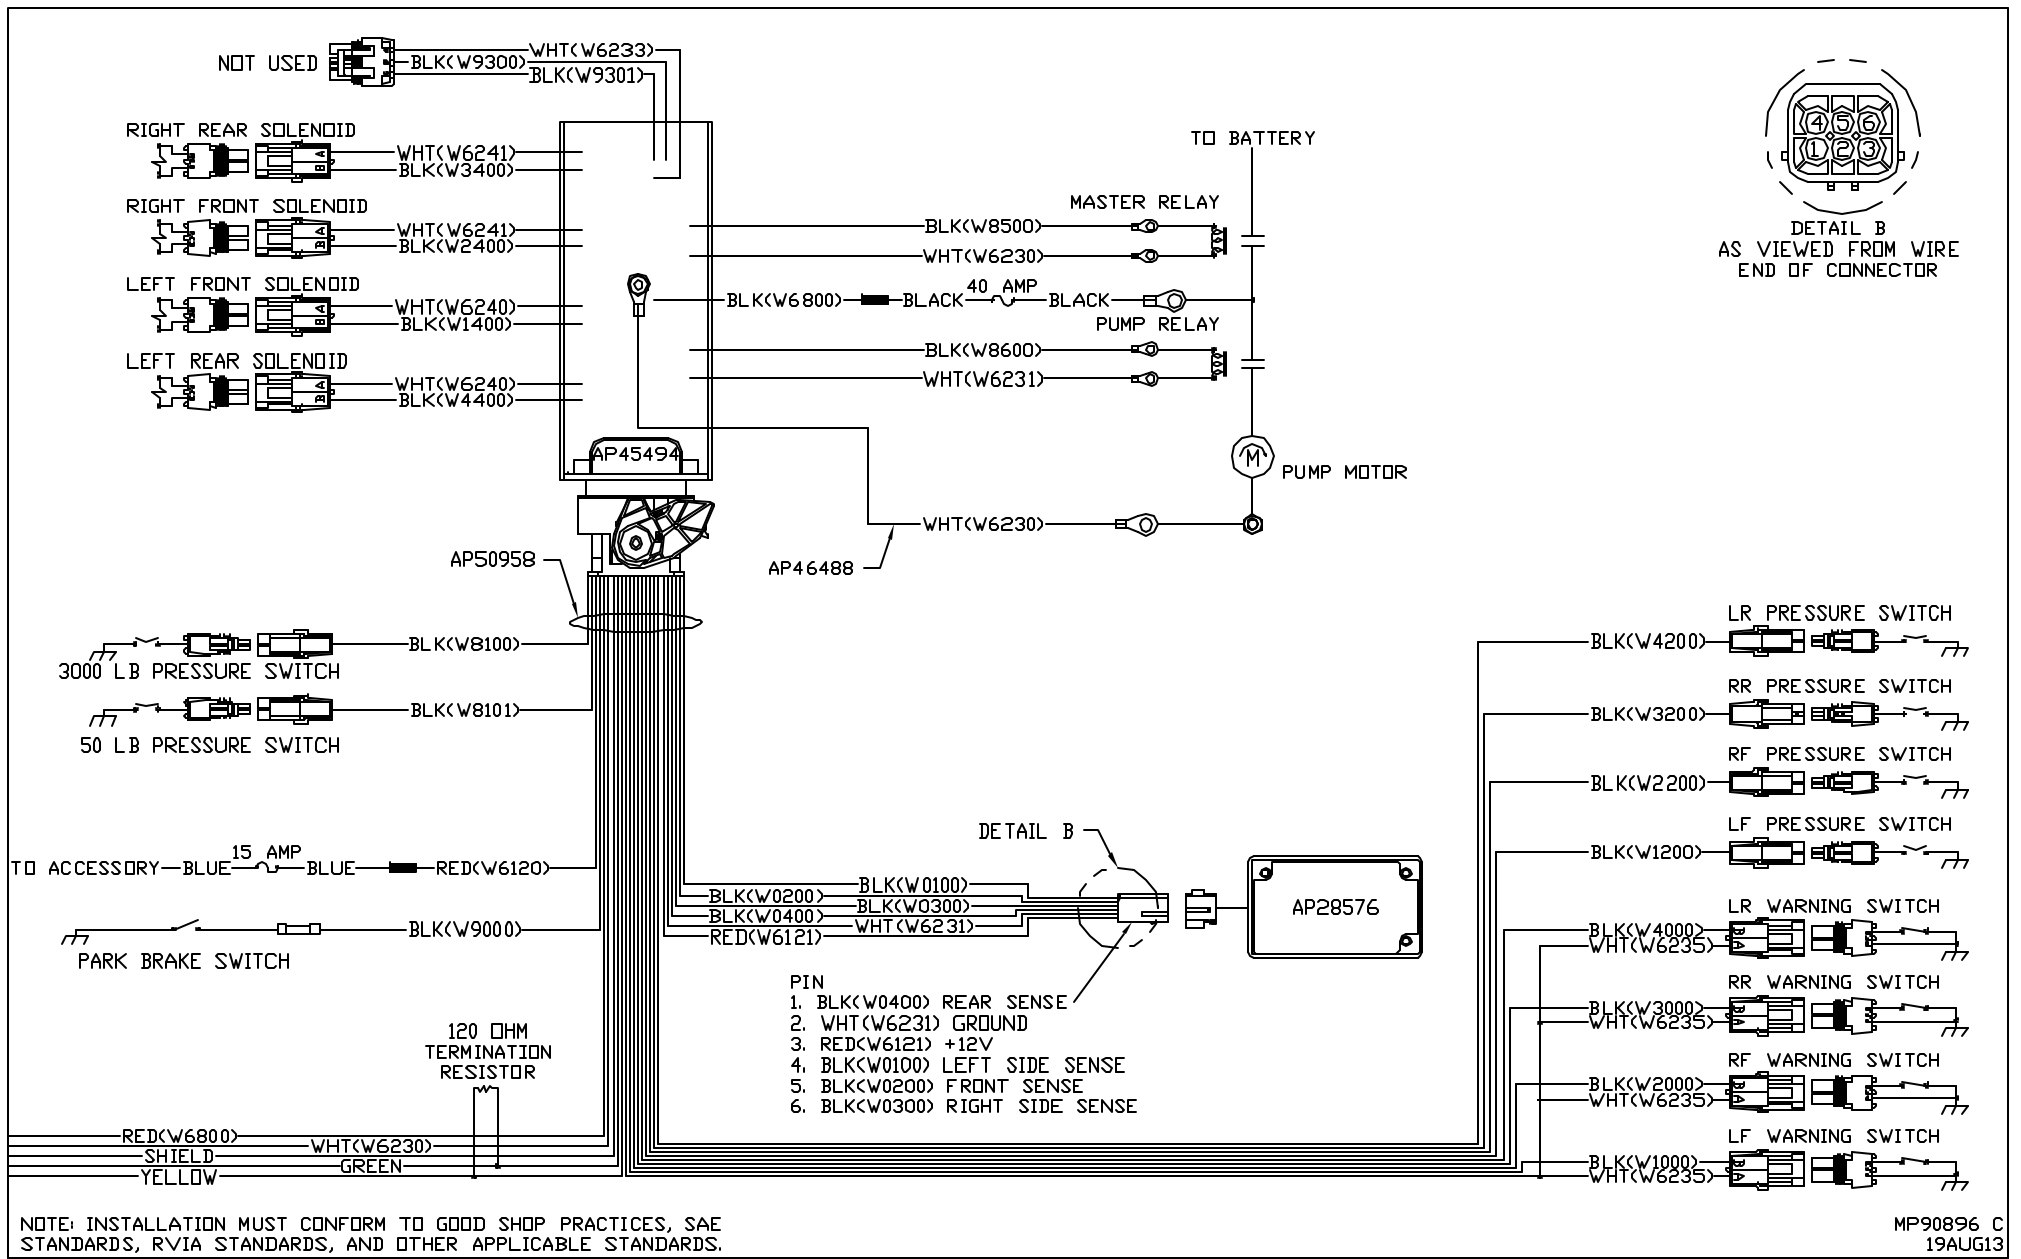 NOT USED
WHT(W6233)
BLK(W9300)
BLK(W9301)
RIGHT REAR SOLENOID
A
B
WHT(W6241)
BLK(W3400)
RIGHT FRONT SOLENOID
A
B
WHT(W6241)
BLK(W2400)
LEFT FRONT SOLENOID
A
B
WHT(W6240)
BLK(W1400)
LEFT REAR SOLENOID
A
B
WHT(W6240)
BLK(W4400)
AP45494
TO BATTERY
MASTER RELAY
BLK(W8500)
WHT(W6230)
BLK(W6800)
BLACK
40 AMP
BLACK
PUMP RELAY
BLK(W8600)
WHT(W6231)
M
PUMP MOTOR
WHT(W6230)
AP46488
4 5 6
1 2 3
DETAIL B
AS VIEWED FROM WIRE
END OF CONNECTOR
AP50958
BLK(W8100)
3000 LB PRESSURE SWITCH
BLK(W8101)
50 LB PRESSURE SWITCH
15 AMP
TO ACCESSORY
BLUE
BLUE
RED(W6120)
BLK(W9000)
PARK BRAKE SWITCH
120 OHM
TERMINATION
RESISTOR
RED(W6800)
WHT(W6230)
SHIELD
GREEN
YELLOW
DETAIL B
BLK(W0100)
BLK(W0200)
BLK(W0300)
BLK(W0400)
WHT(W6231)
RED(W6121)
AP28576
PIN
1. BLK(W0400) REAR SENSE
2. WHT(W6231) GROUND
3. RED(W6121) +12V
4. BLK(W0100) LEFT SIDE SENSE
5. BLK(W0200) FRONT SENSE
6. BLK(W0300) RIGHT SIDE SENSE
LR PRESSURE SWITCH
BLK(W4200)
RR PRESSURE SWITCH
BLK(W3200)
RF PRESSURE SWITCH
BLK(W2200)
LF PRESSURE SWITCH
BLK(W1200)
LR WARNING SWITCH
BLK(W4000)
WHT(W6235)
B
A
RR WARNING SWITCH
BLK(W3000)
WHT(W6235)
B
A
RF WARNING SWITCH
BLK(W2000)
WHT(W6235)
B
A
LF WARNING SWITCH
BLK(W1000)
WHT(W6235)
B
A
NOTE: INSTALLATION MUST CONFORM TO GOOD SHOP PRACTICES, SAE
STANDARDS, RVIA STANDARDS, AND OTHER APPLICABLE STANDARDS.
MP90896 C
19AUG13